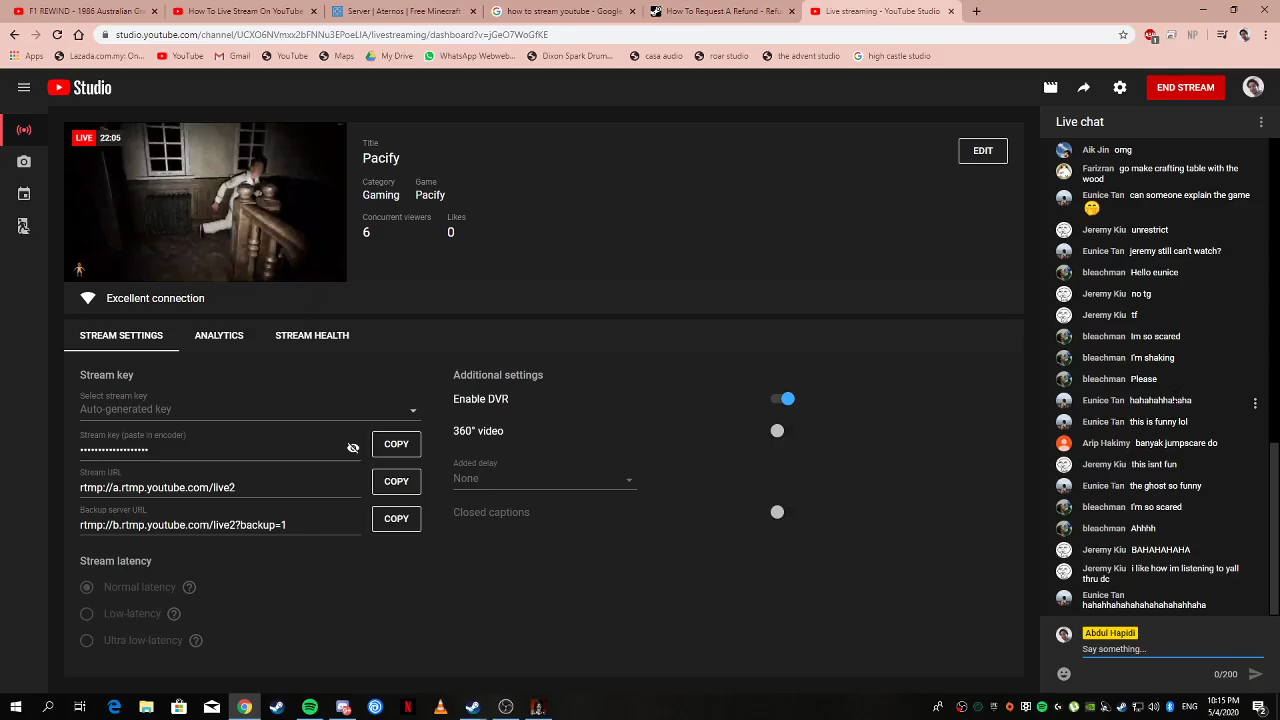 F1 REWIND - 1986 Australian Gr
How To Live Stream On YouTube
Server | Aternos | Free Minecraft
how to stream youtube - Google
How To Request A Refund - Refun
Live streaming - YouTube Studio
studio.youtube.com/channel/UCXO6NVmxx2bFNNu3EPoeLIA/livestreaming/dashboard?v=jGeO7WoGfKE
Lazada.com.my: On...
YouTube
Gmail
YouTube
Maps
My Drive
WhatsApp Webweb
Dixon Spark Drum...
casa audio
roar studio
the advent studio
high castle studio
Studio
END STREAM
LIVE 22:05
Title
Pacify
EDIT
Category Game
Gaming Pacify
Concurrent viewers Likes
6 0
Excellent connection
STREAM SETTINGS ANALYTICS STREAM HEALTH
Stream key
Select stream key
Auto-generated key
Stream key (paste in encoder)
COPY
Stream URL
rtmp://a.rtmp.youtube.com/live2
COPY
Backup server URL
rtmp://b.rtmp.youtube.com/live2?backup=1
COPY
Stream latency
Normal latency
Low-latency
Ultra low-latency
Additional settings
Enable DVR
360° video
Added delay
None
Closed captions
Live chat
Aik Jin omg
Farizran go make crafting table with the
wood
Eunice Tan can someone explain the game
Jeremy Kiu unrestrict
Eunice Tan jeremy still can't watch?
bleachman Hello eunice
Jeremy Kiu no tg
Jeremy Kiu tf
bleachman Im so scared
bleachman I'm shaking
bleachman Please
Eunice Tan hahahahhahaha
Eunice Tan this is funny lol
Arip Hakimy banyak jumpscare do
Jeremy Kiu this isnt fun
Eunice Tan the ghost so funny
bleachman I'm so scared
bleachman Ahhhh
Jeremy Kiu BAHAHAHAHA
Jeremy Kiu i like how im listening to yall
thru dc
Eunice Tan
hahahhahahahahahahahhaha
Abdul Hapidi
Say something...
0/200
10:15 PM
5/4/2020